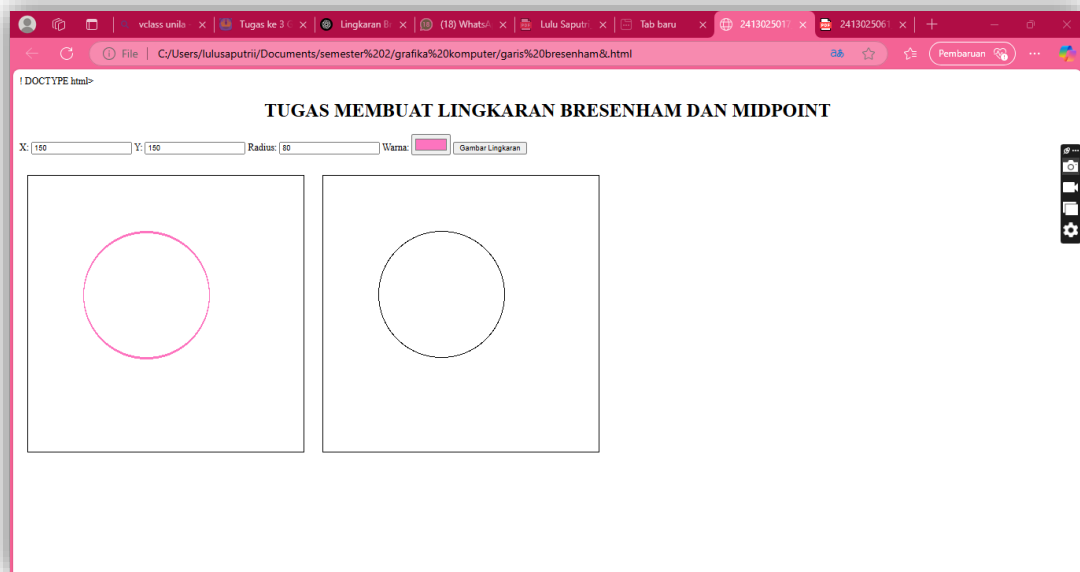 vclass unila
Tugas ke 3 G
Lingkaran B
(18) WhatsA
Lulu Saputri
Tab baru
2413025017
2413025061
File
C:/Users/lulusaputrii/Documents/semester%202/grafika%20komputer/garis%20bresenham&.html
Pembaruan
! DOCTYPE html>
TUGAS MEMBUAT LINGKARAN BRESENHAM DAN MIDPOINT
X: 150 Y: 150 Radius: 80 Warna: Gambar Lingkaran